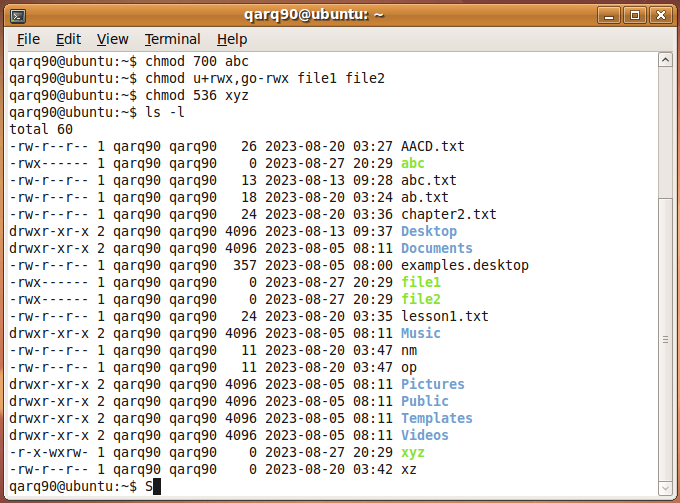 qarq90@ubuntu: ~
File Edit View Terminal Help
qarq90@ubuntu:~$ chmod 700 abc
qarq90@ubuntu:~$ chmod u+rwx,go-rwx file1 file2
qarq90@ubuntu:~$ chmod 536 xyz
qarq90@ubuntu:~$ ls -l
total 60
-rw-r--r-- 1 qarq90 qarq90   26 2023-08-20 03:27 AACD.txt
-rwx------ 1 qarq90 qarq90    0 2023-08-27 20:29 abc
-rw-r--r-- 1 qarq90 qarq90   13 2023-08-13 09:28 abc.txt
-rw-r--r-- 1 qarq90 qarq90   18 2023-08-20 03:24 ab.txt
-rw-r--r-- 1 qarq90 qarq90   24 2023-08-20 03:36 chapter2.txt
drwxr-xr-x 2 qarq90 qarq90 4096 2023-08-13 09:37 Desktop
drwxr-xr-x 2 qarq90 qarq90 4096 2023-08-05 08:11 Documents
-rw-r--r-- 1 qarq90 qarq90  357 2023-08-05 08:00 examples.desktop
-rwx------ 1 qarq90 qarq90    0 2023-08-27 20:29 file1
-rwx------ 1 qarq90 qarq90    0 2023-08-27 20:29 file2
-rw-r--r-- 1 qarq90 qarq90   24 2023-08-20 03:35 lesson1.txt
drwxr-xr-x 2 qarq90 qarq90 4096 2023-08-05 08:11 Music
-rw-r--r-- 1 qarq90 qarq90   11 2023-08-20 03:47 nm
-rw-r--r-- 1 qarq90 qarq90   11 2023-08-20 03:47 op
drwxr-xr-x 2 qarq90 qarq90 4096 2023-08-05 08:11 Pictures
drwxr-xr-x 2 qarq90 qarq90 4096 2023-08-05 08:11 Public
drwxr-xr-x 2 qarq90 qarq90 4096 2023-08-05 08:11 Templates
drwxr-xr-x 2 qarq90 qarq90 4096 2023-08-05 08:11 Videos
-r-x-wxrw- 1 qarq90 qarq90    0 2023-08-27 20:29 xyz
-rw-r--r-- 1 qarq90 qarq90    0 2023-08-20 03:42 xz
qarq90@ubuntu:~$ S